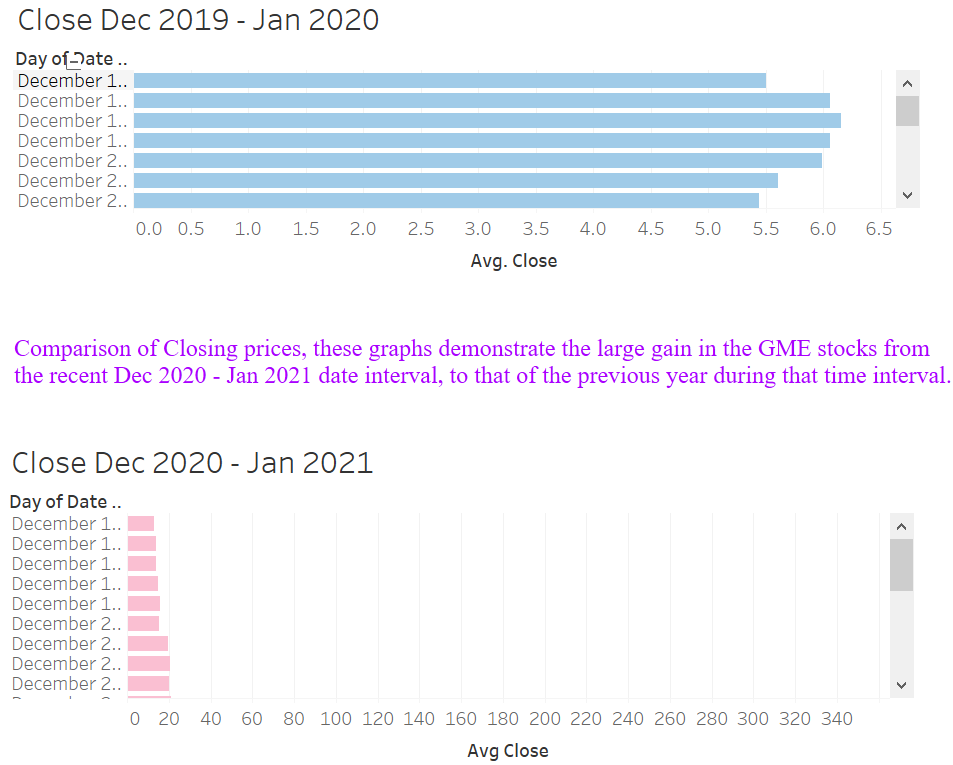 Close Dec 2019 - Jan 2020
Day of Date ..
December 1..
December 1..
December 1..
December 1..
December 2..
December 2..
December 2..
0.0 0.5 1.0 1.5 2.0 2.5 3.0 3.5 4.0 4.5 5.0 5.5 6.0 6.5
Avg. Close
Comparison of Closing prices, these graphs demonstrate the large gain in the GME stocks from
the recent Dec 2020 - Jan 2021 date interval, to that of the previous year during that time interval.
Close Dec 2020 - Jan 2021
Day of Date ..
December 1..
December 1..
December 1..
December 1..
December 1..
December 2..
December 2..
December 2..
December 2..
0 20 40 60 80 100 120 140 160 180 200 220 240 260 280 300 320 340
Avg Close